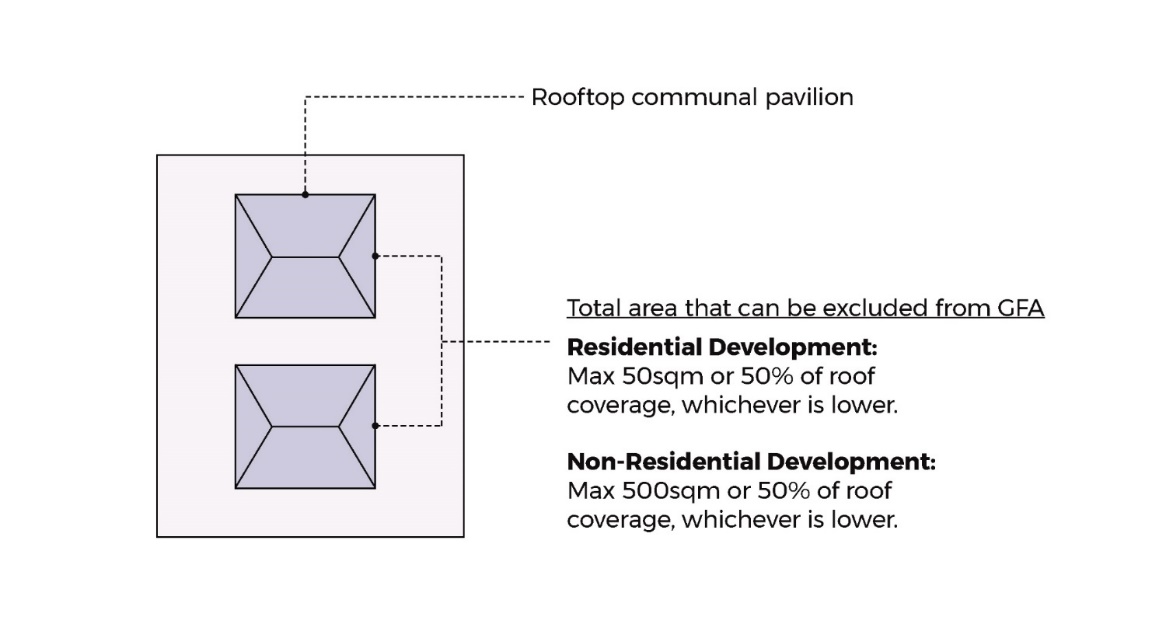 Rooftop communal pavilion
Total area that can be excluded from GFA
Residential Development:
Max 50sqm or 50% of roof
coverage, whichever is lower.
Non-Residential Development:
Max 500sqm or 50% of roof
coverage, whichever is lower.